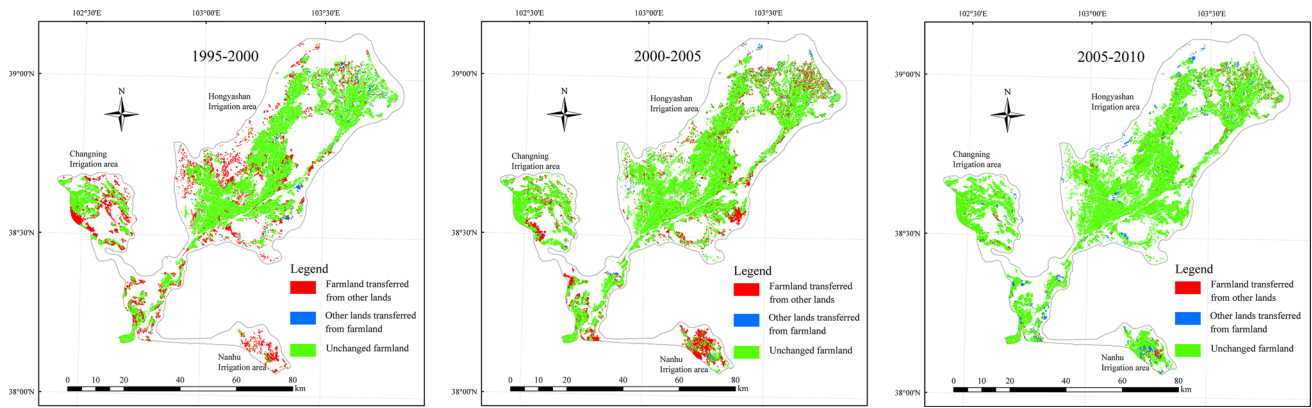 102°30'E 103°00'E 103°30'E
1995-2000
39°00'N
N
Hongyashan
Irrigation area
Changning
Irrigation area
38°30'N
Legend
Farmland transferred
from other lands
Other lands transferred
from farmland
Unchanged farmland
Nanhu
Irrigation area
38°00'N
0 10 20 40 60 80
km
102°30'E 103°00'E 103°30'E
2000-2005
39°00'N
N
Hongyashan
Irrigation area
Changning
Irrigation area
38°30'N
Legend
Farmland transferred
from other lands
Other lands transferred
from farmland
Unchanged farmland
Nanhu
Irrigation area
38°00'N
0 10 20 40 60 80
km
102°30'E 103°00'E 103°30'E
2005-2010
39°00'N
N
Hongyashan
Irrigation area
Changning
Irrigation area
38°30'N
Legend
Farmland transferred
from other lands
Other lands transferred
from farmland
Unchanged farmland
Nanhu
Irrigation area
38°00'N
0 10 20 40 60 80
km